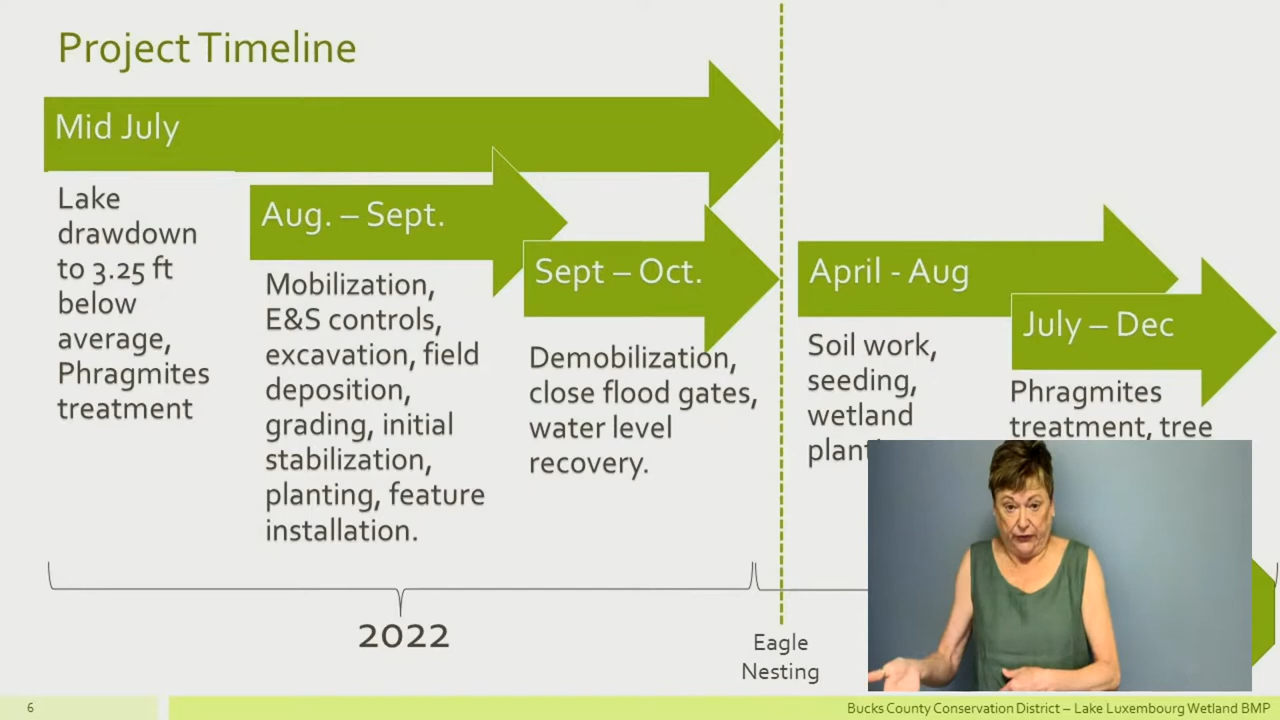 Project Timeline
Mid July
Lake
drawdown
to 3.25 ft
below
average,
Phragmites
treatment
Aug. – Sept.
Mobilization,
E&S controls,
excavation, field
deposition,
grading, initial
stabilization,
planting, feature
installation.
Sept – Oct.
Demobilization,
close flood gates,
water level
recovery.
April - Aug
Soil work,
seeding,
wetland
July – Dec
Phragmites
treatment, tree
2022
Eagle
Nesting
6
Bucks County Conservation District – Lake Luxembourg Wetland BMP